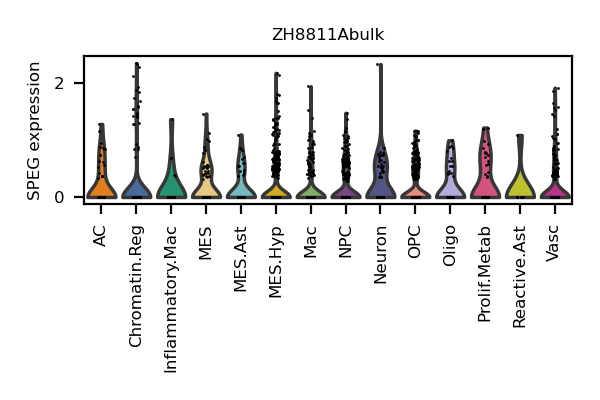 ZH8811Abulk
SPEG expression
2
0
AC
Chromatin.Reg
Inflammatory.Mac
MES
MES.Ast
MES.Hyp
Mac
NPC
Neuron
OPC
Oligo
Prolif.Metab
Reactive.Ast
Vasc